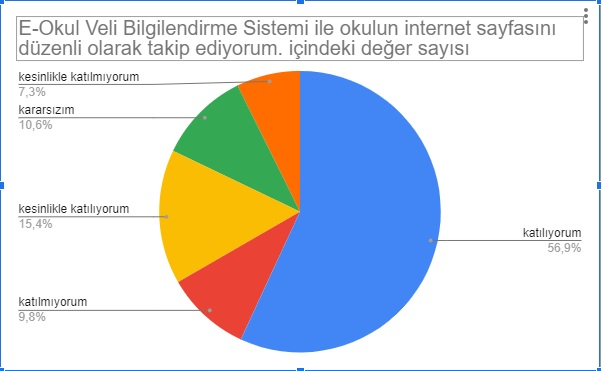 E-Okul Veli Bilgilendirme Sistemi ile okulun internet sayfasını
düzenli olarak takip ediyorum. içindeki değer sayısı
kesinlikle katılmıyorum
7,3%
kararsızım
10,6%
kesinlikle katılıyorum
15,4%
katılıyorum
56,9%
katılmıyorum
9,8%